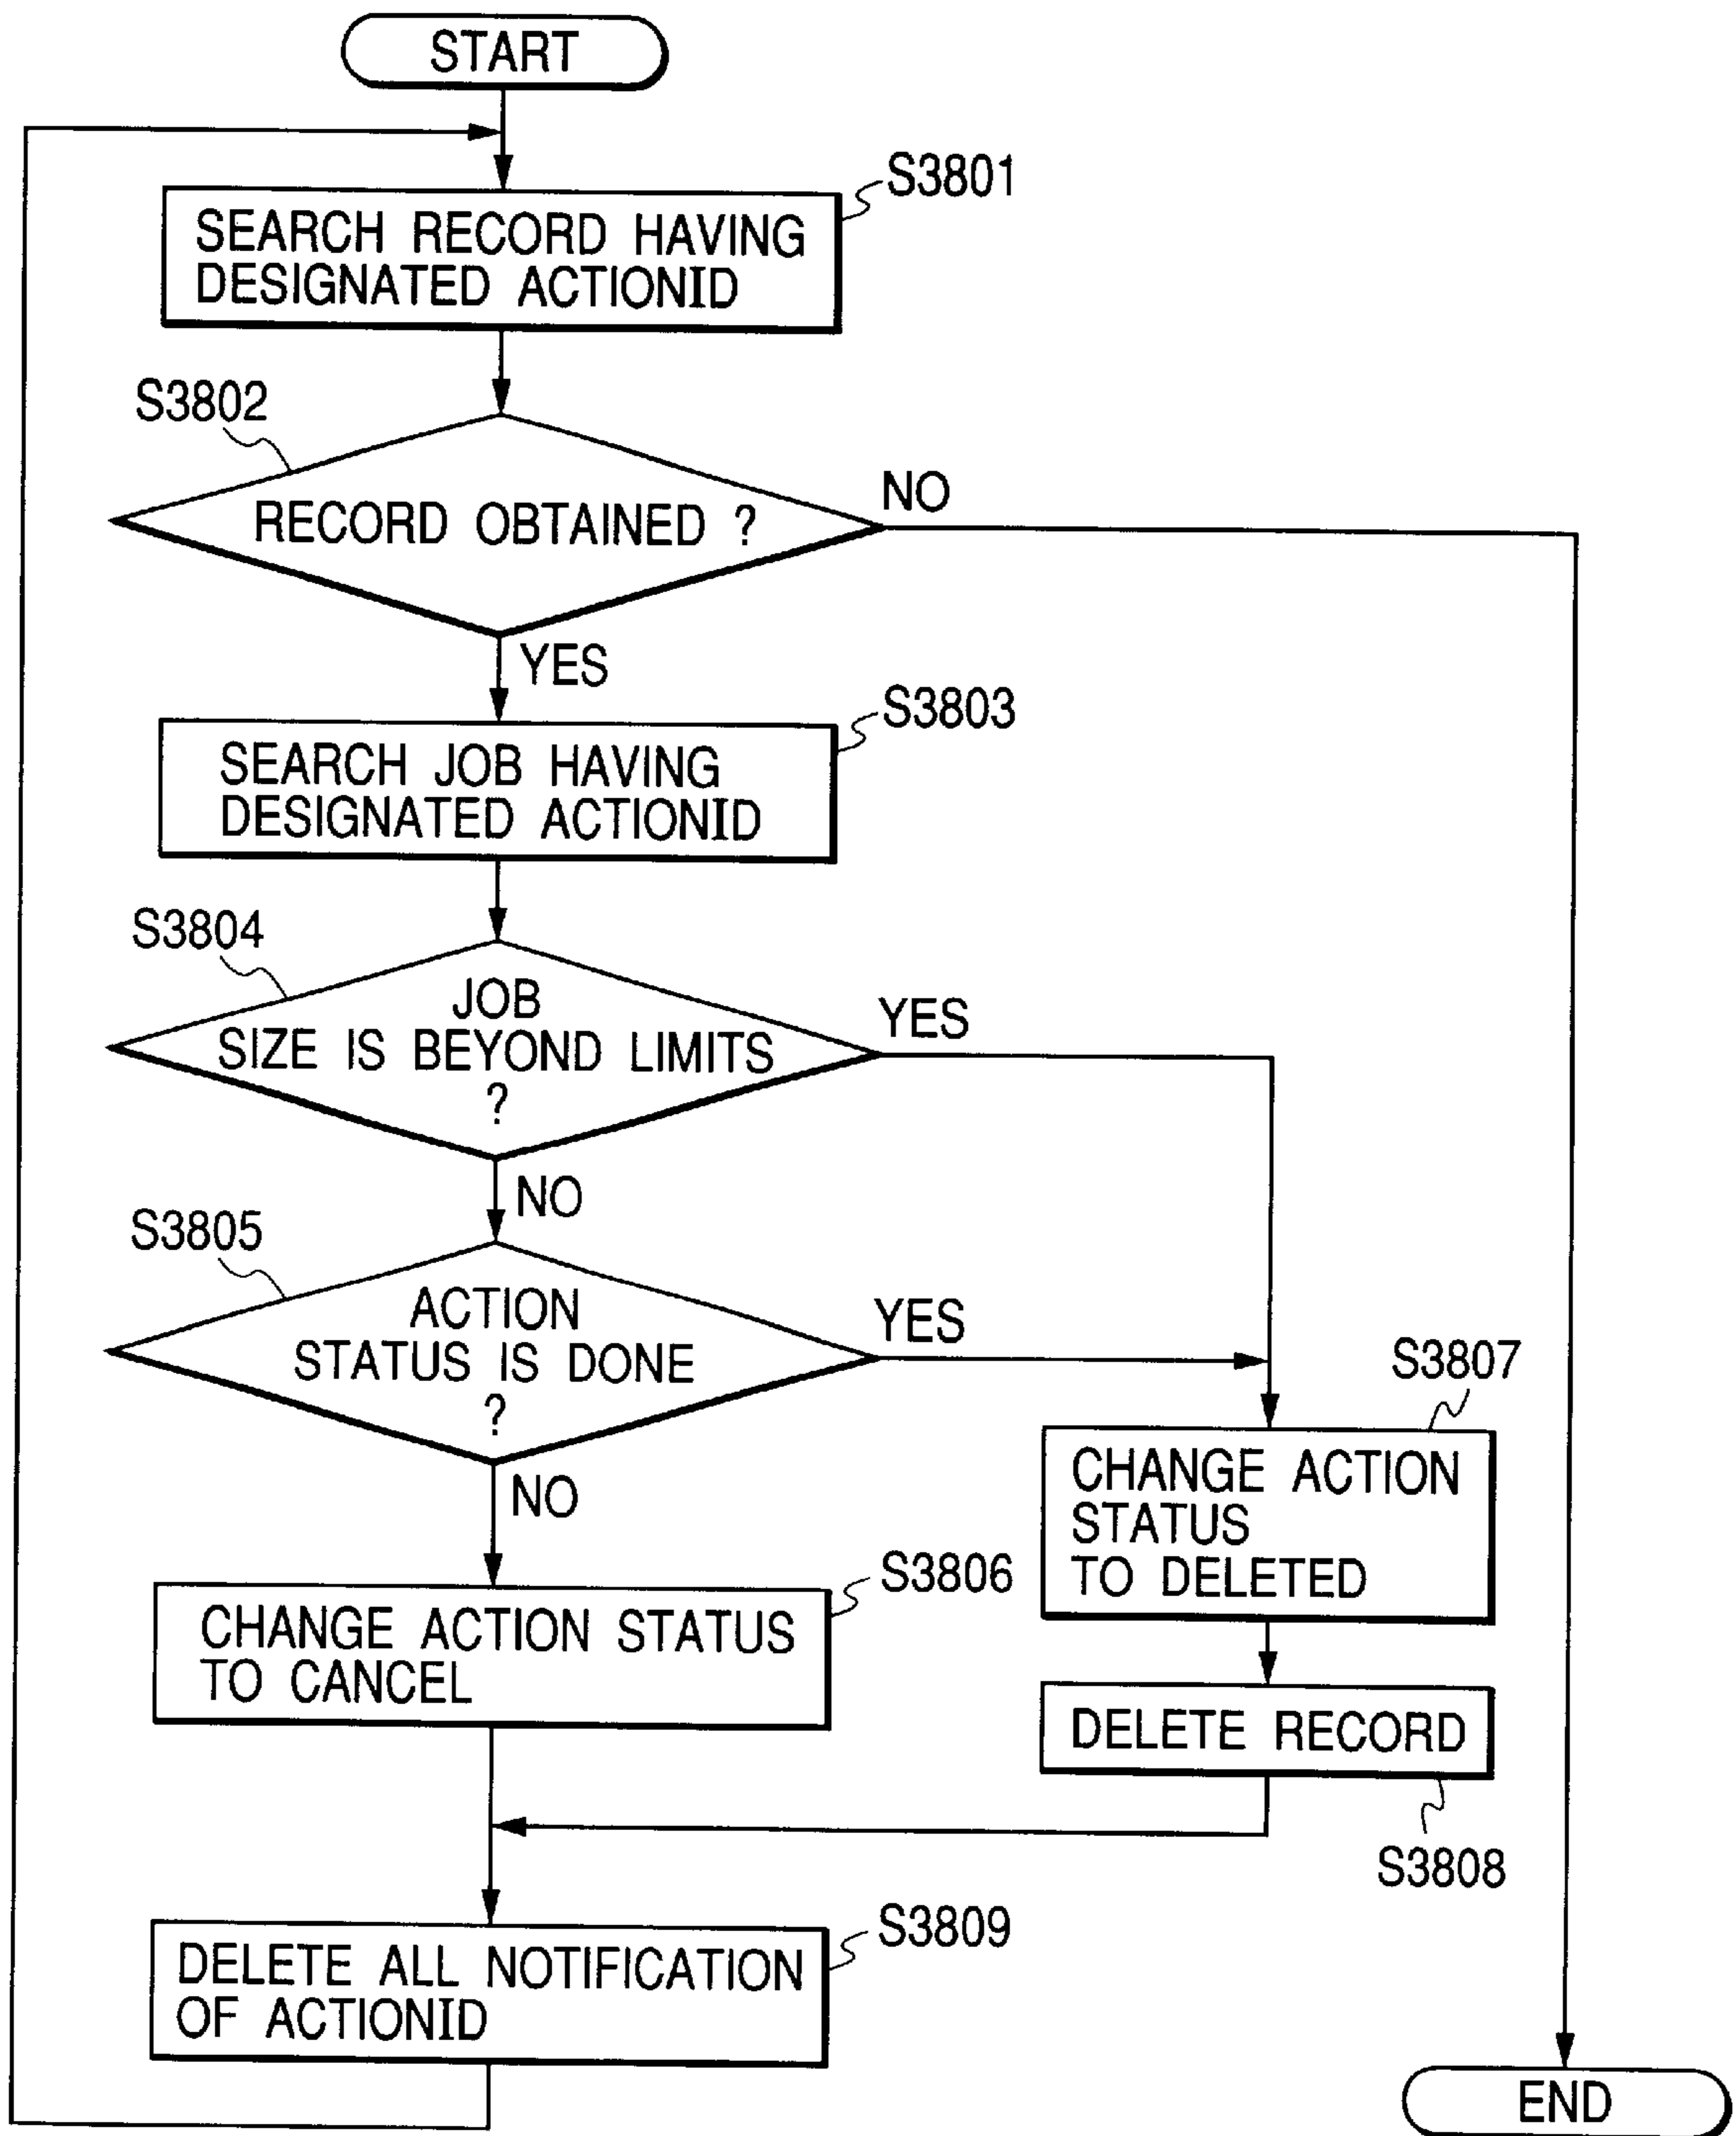 START
S3801
SEARCH RECORD HAVING
DESIGNATED ACTIONID
S3802
RECORD OBTAINED ?
NO
YES
S3803
SEARCH JOB HAVING
DESIGNATED ACTIONID
S3804
JOB
SIZE IS BEYOND LIMITS
?
YES
NO
S3805
ACTION
STATUS IS DONE
?
YES
NO
S3807
CHANGE ACTION
STATUS
TO DELETED
S3806
CHANGE ACTION STATUS
TO CANCEL
DELETE RECORD
S3808
S3809
DELETE ALL NOTIFICATION
OF ACTIONID
END